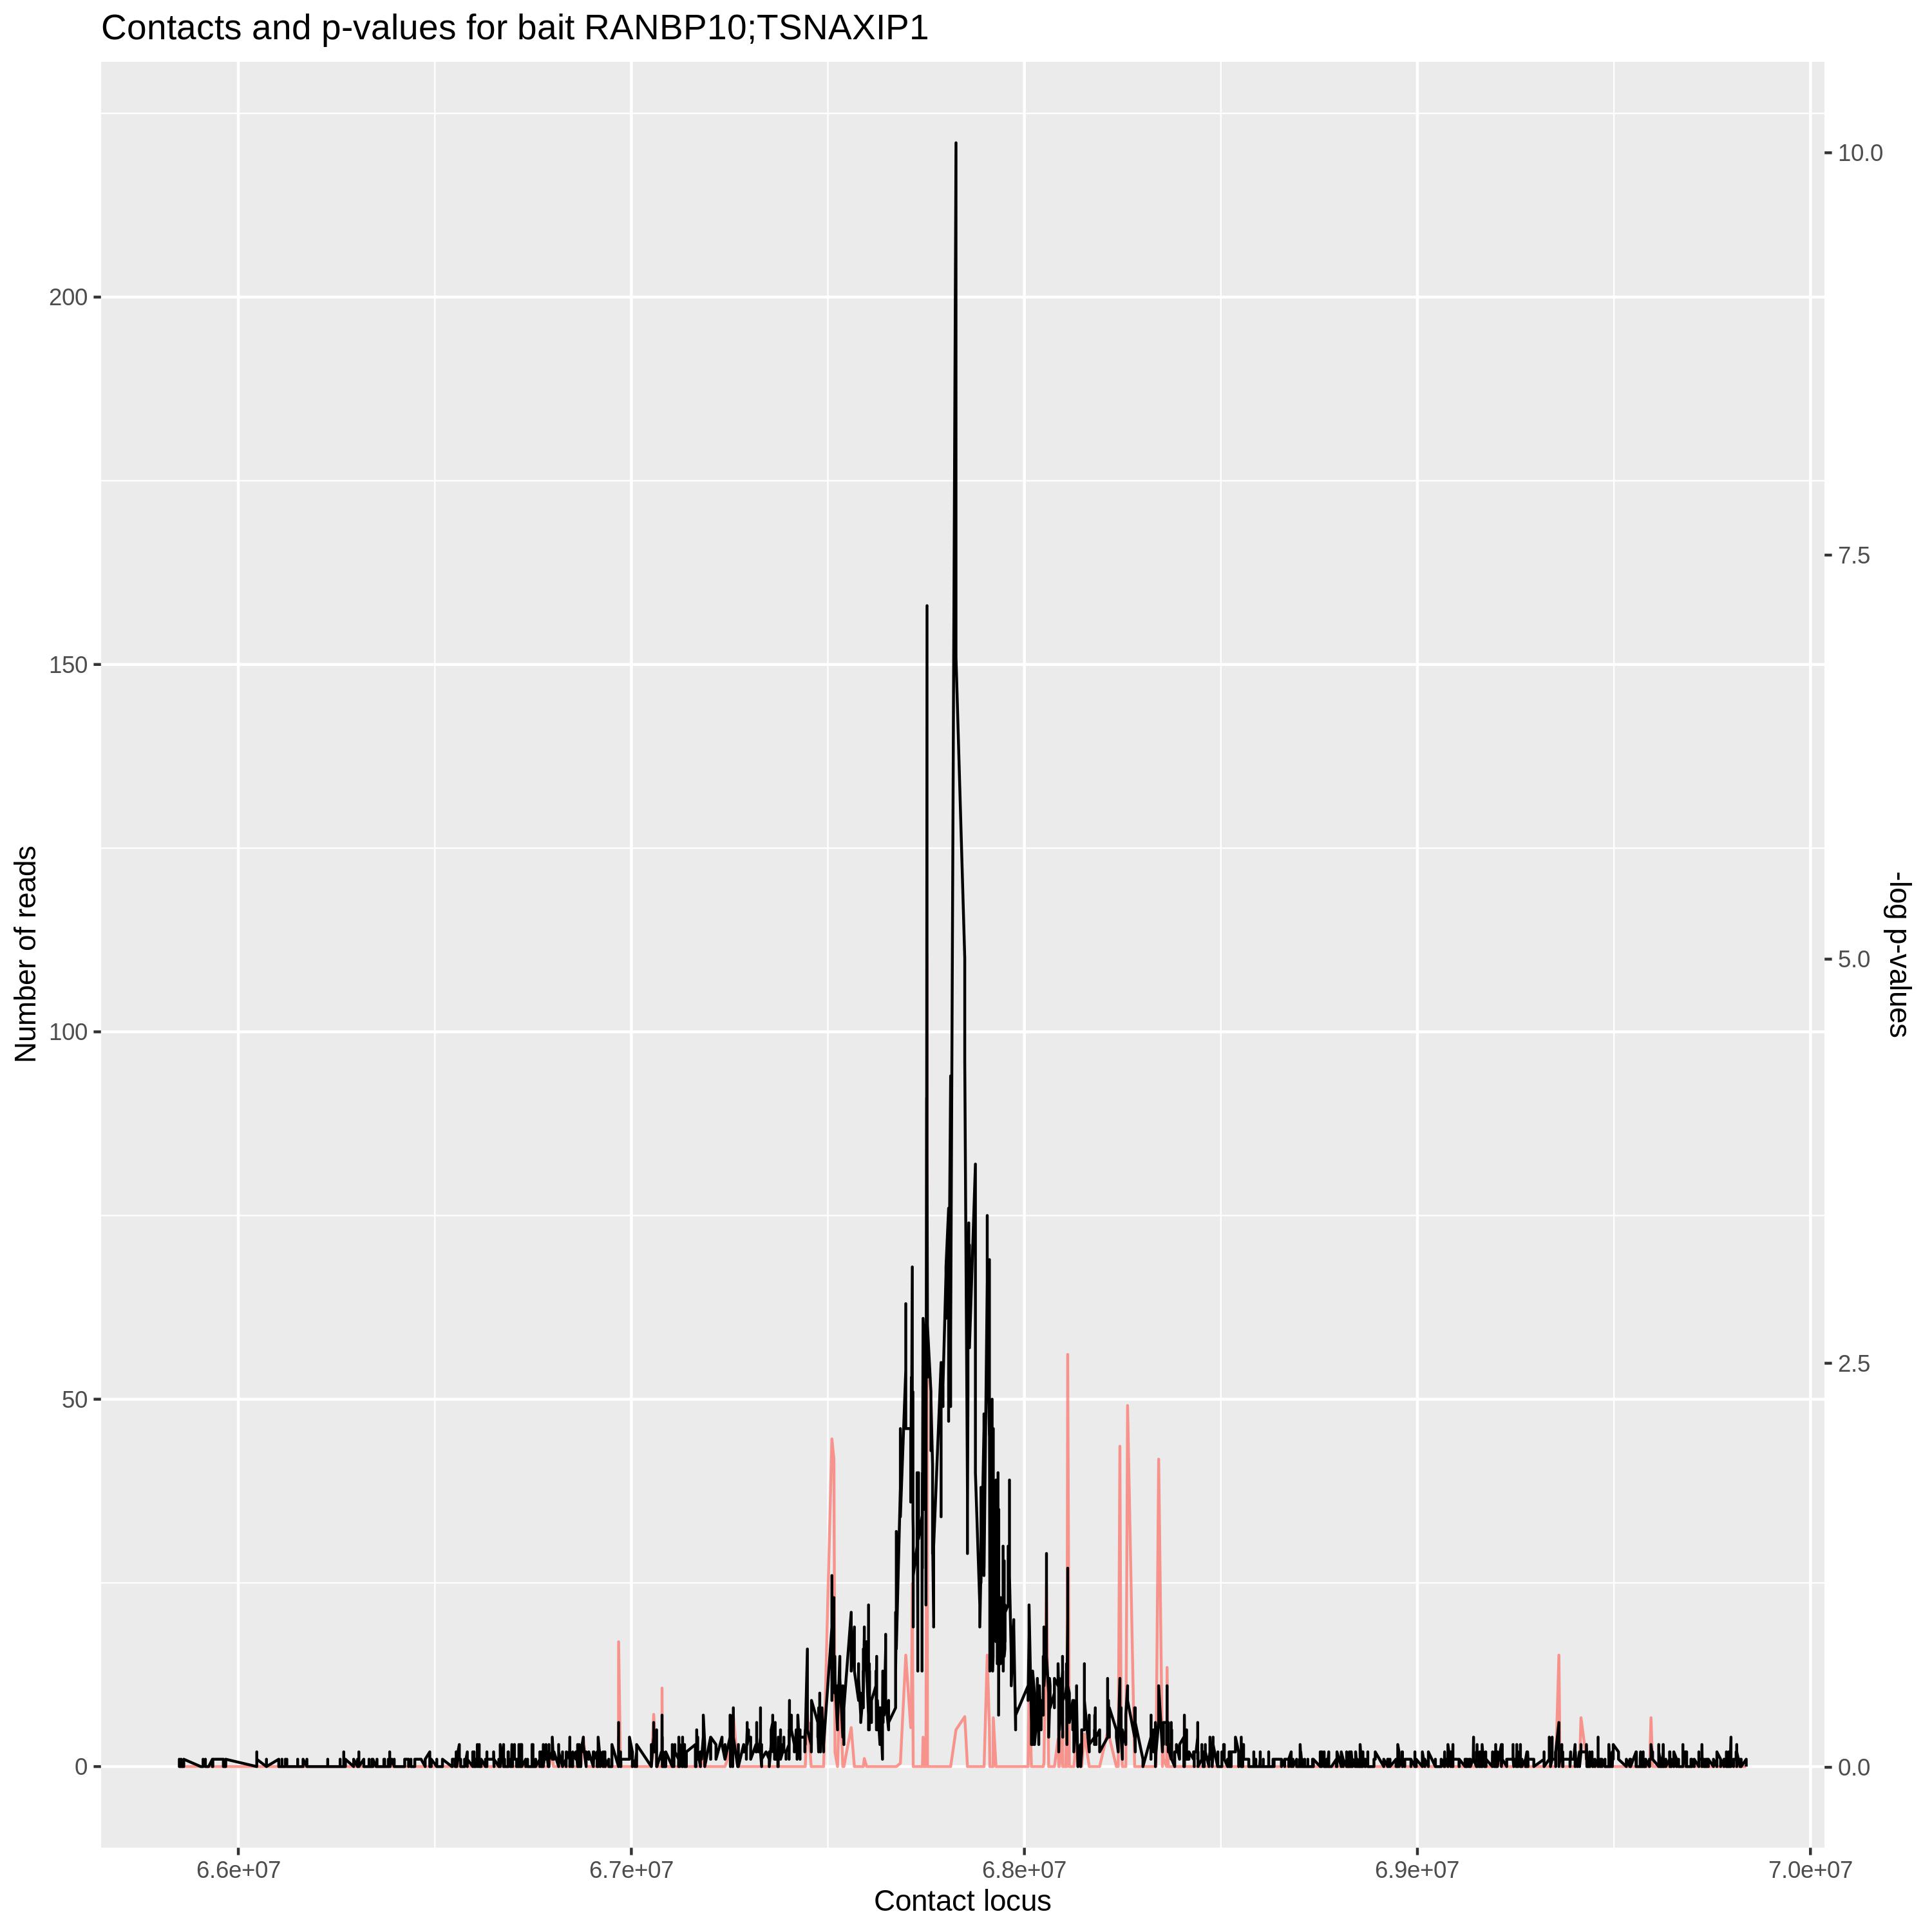 Contacts and p-values for bait RANBP10;TSNAXIP1
200
150
100
50
0
Number of reads
10.0
7.5
5.0
2.5
0.0
-log p-values
6.6e+07
6.7e+07
6.8e+07
6.9e+07
7.0e+07
Contact locus